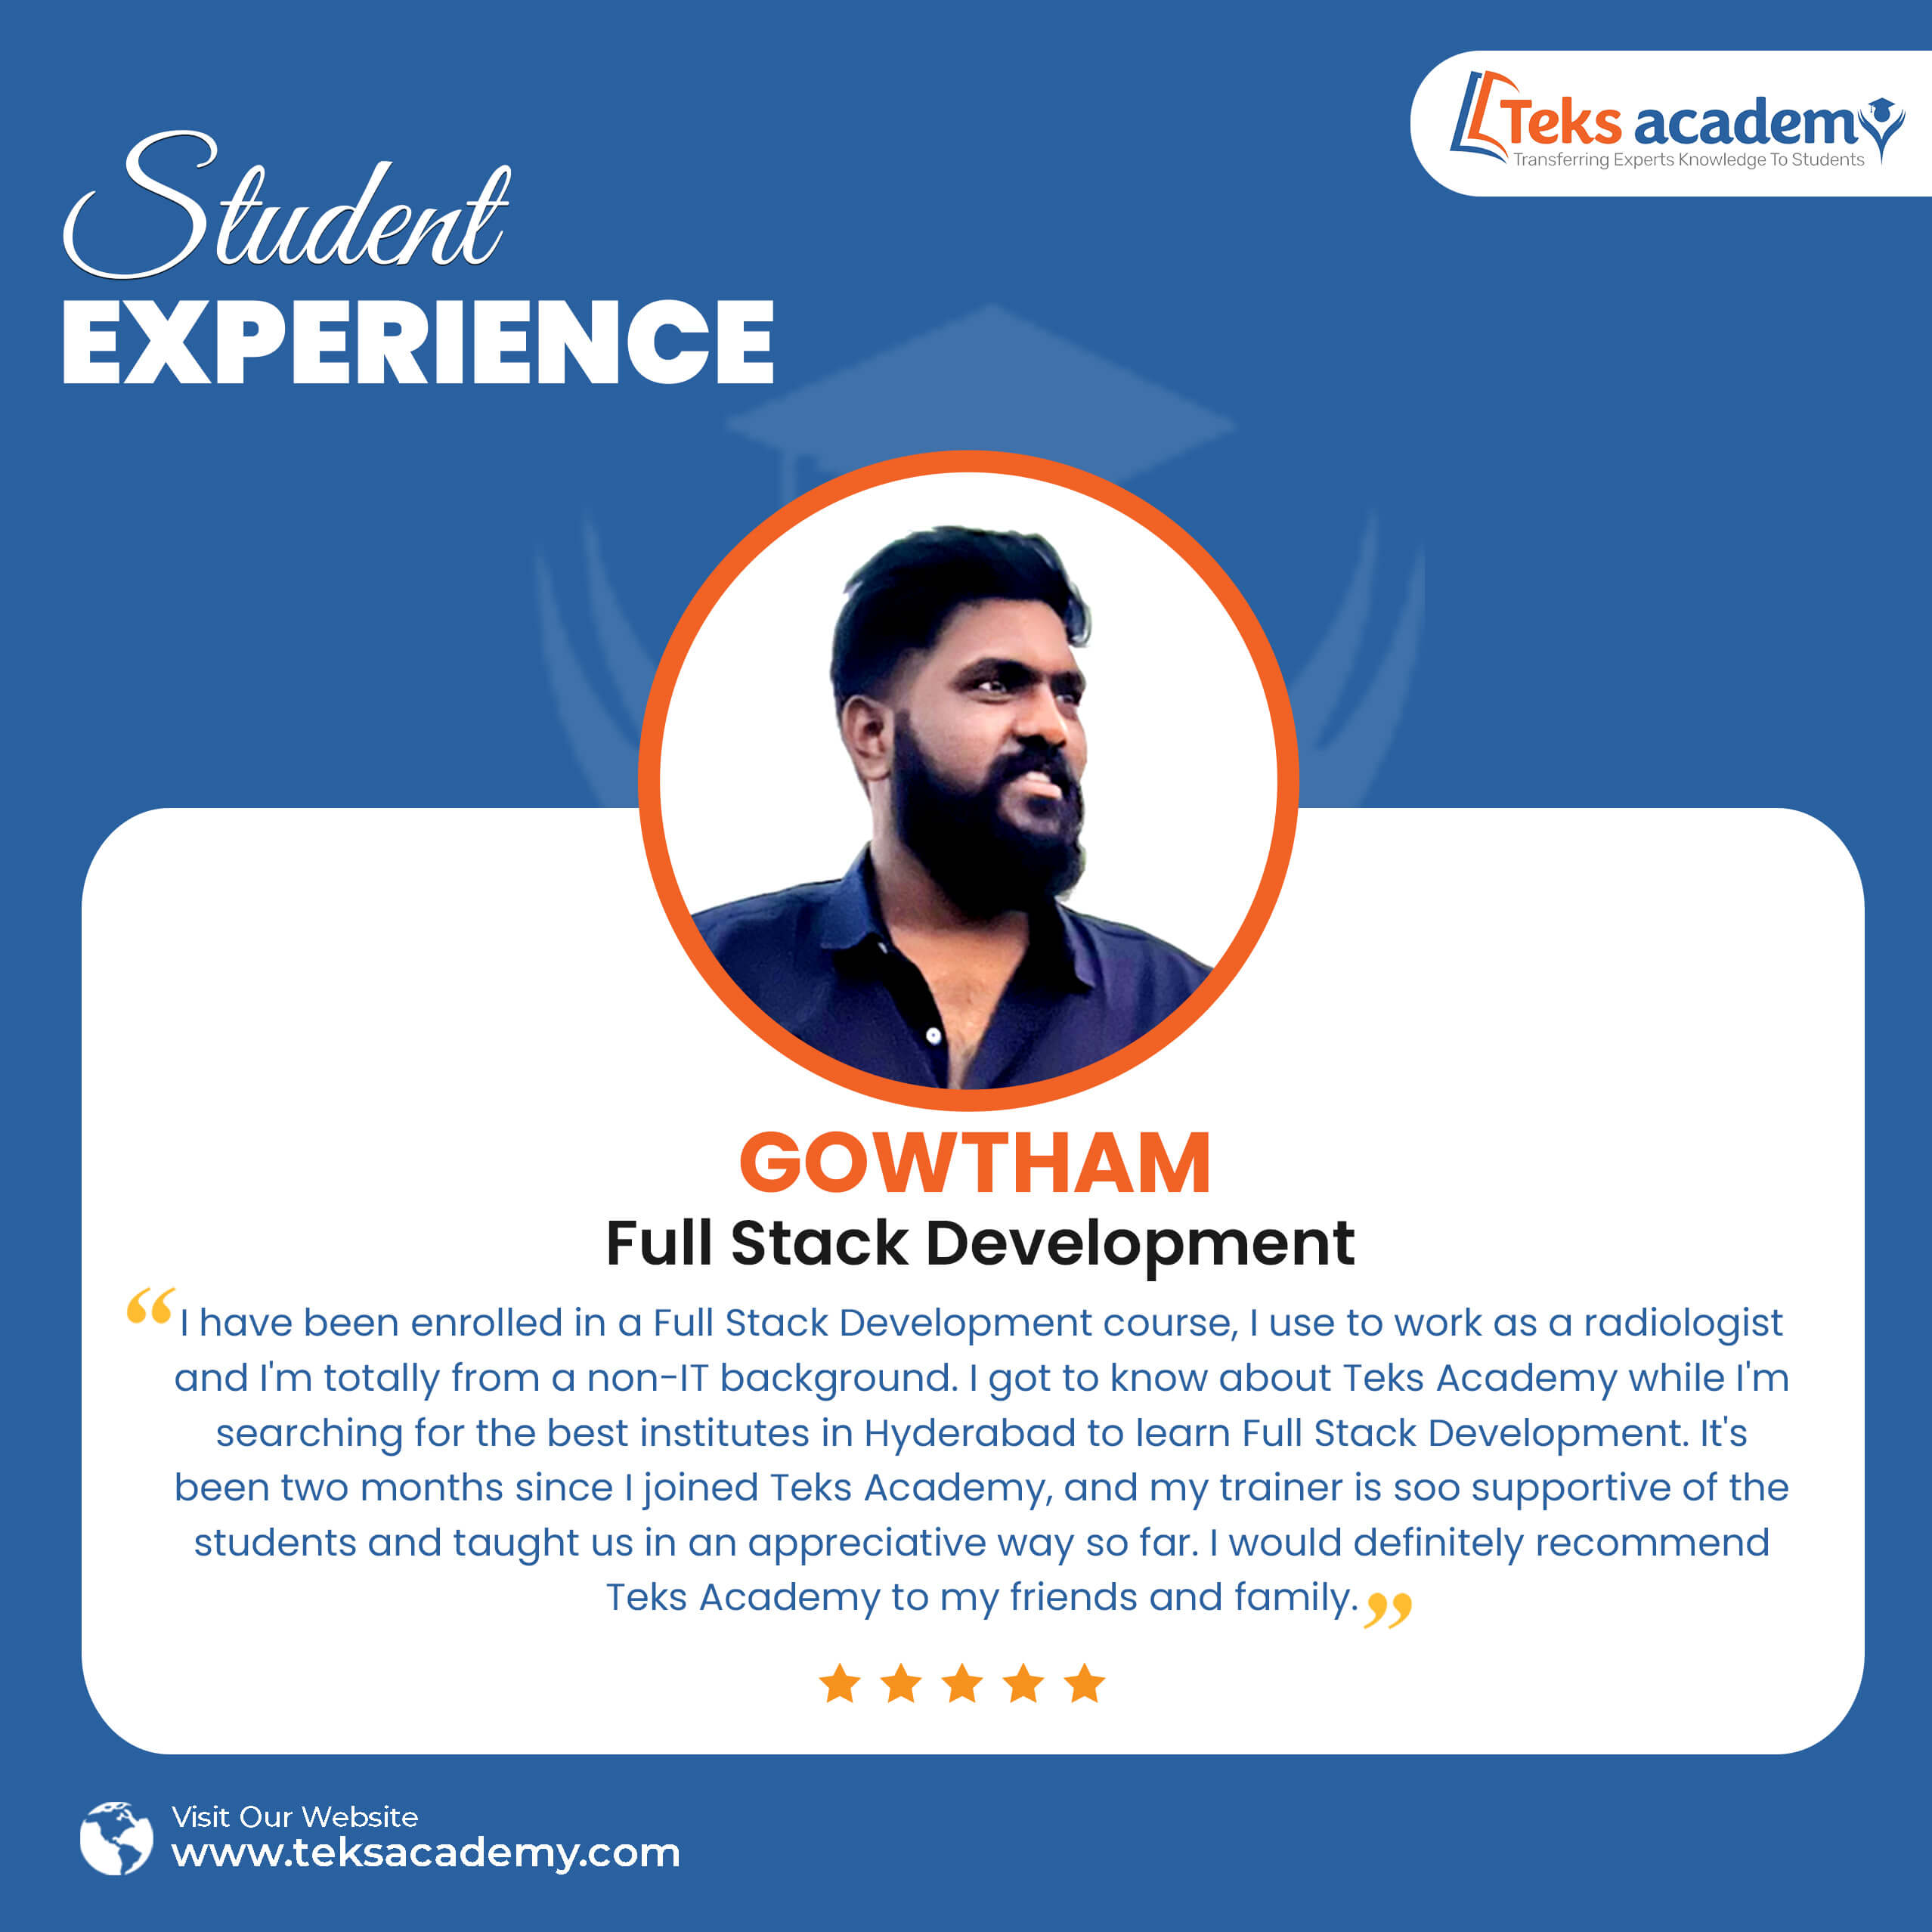 Teks academy
Transferring Experts Knowledge To Students
Student
EXPERIENCE
GOWTHAM
Full Stack Development
“I have been enrolled in a Full Stack Development course, I use to work as a radiologist
and I'm totally from a non-IT background. I got to know about Teks Academy while I'm
searching for the best institutes in Hyderabad to learn Full Stack Development. It's
been two months since I joined Teks Academy, and my trainer is soo supportive of the
students and taught us in an appreciative way so far. I would definitely recommend
Teks Academy to my friends and family.”
Visit Our Website
www.teksacademy.com